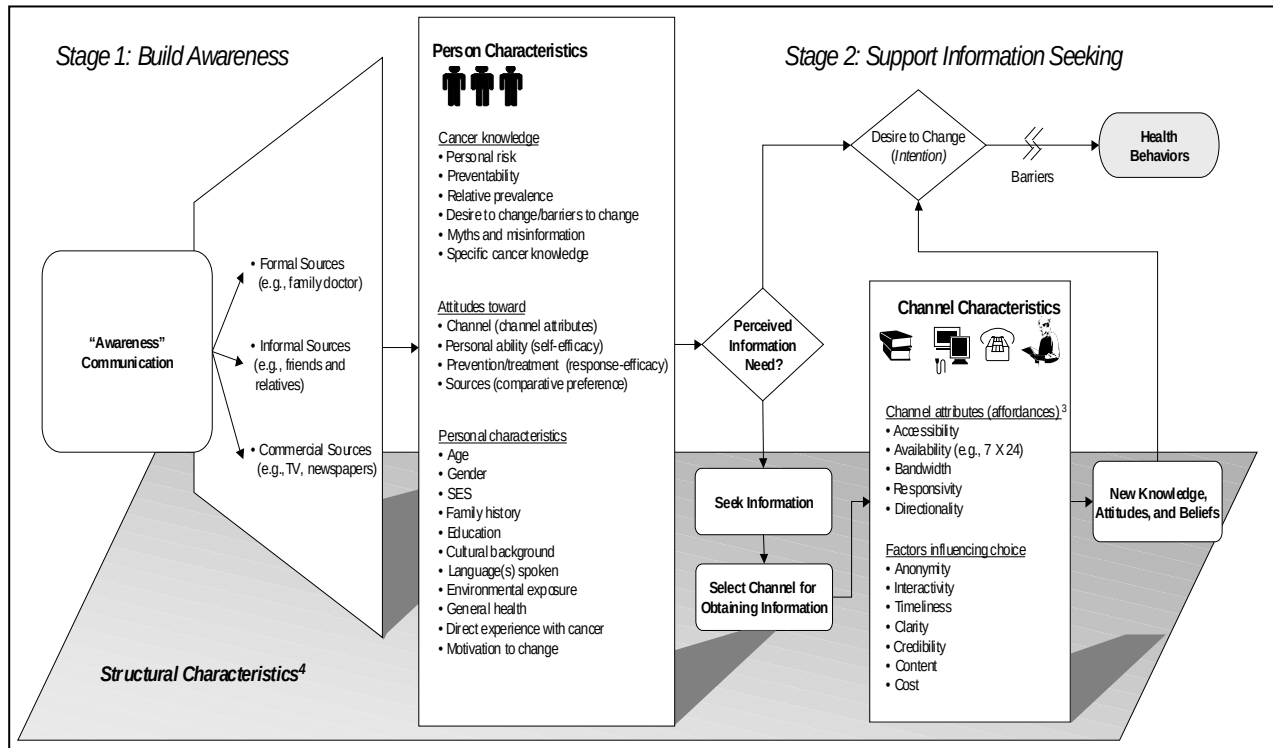 Stage 1: Build Awareness
“Awareness”
Communication
• Formal Sources
(e.g., family doctor)
• Informal Sources
(e.g., friends and
relatives)
• Commercial Sources
(e.g., TV, newspapers)
Structural Characteristics4
Person Characteristics
Cancer knowledge
• Personal risk
• Preventability
• Relative prevalence
• Desire to change/barriers to change
• Myths and misinformation
• Specific cancer knowledge
Attitudes toward
• Channel (channel attributes)
• Personal ability (self-efficacy)
• Prevention/treatment (response-efficacy)
• Sources (comparative preference)
Personal characteristics
• Age
• Gender
• SES
• Family history
• Education
• Cultural background
• Language(s) spoken
• Environmental exposure
• General health
• Direct experience with cancer
• Motivation to change
Stage 2: Support Information Seeking
Perceived
Information
Need?
Desire to Change
(Intention)
Barriers
Health
Behaviors
Seek Information
Select Channel for
Obtaining Information
Channel Characteristics
Channel attributes (affordances) 3
• Accessibility
• Availability (e.g., 7 X 24)
• Bandwidth
• Responsivity
• Directionality
Factors influencing choice
• Anonymity
• Interactivity
• Timeliness
• Clarity
• Credibility
• Content
• Cost
New Knowledge,
Attitudes, and Beliefs